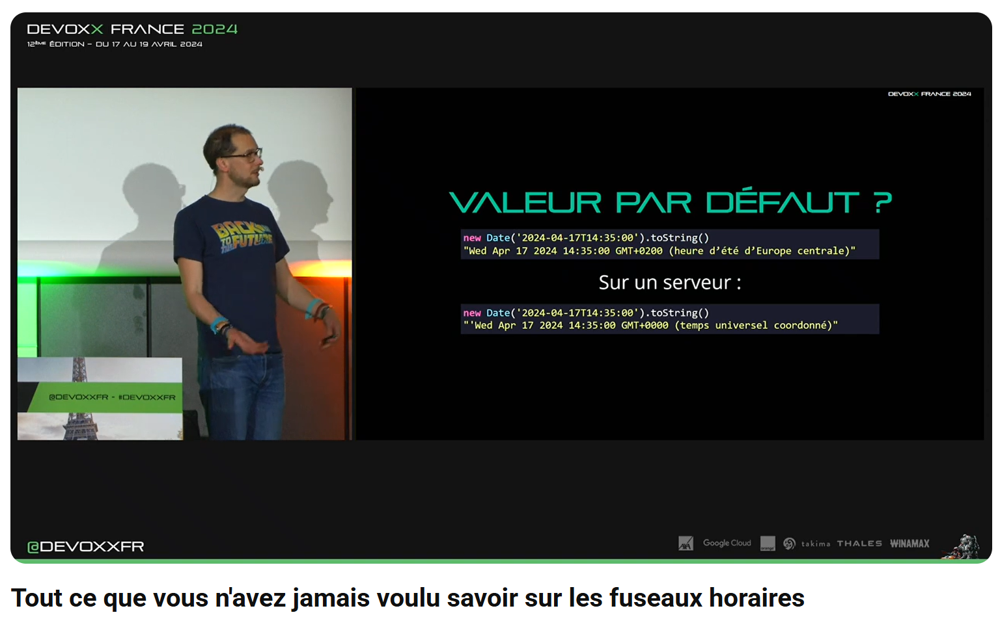 DEVOXX FRANCE 2024
12ÈME ÉDITION - DU 17 AU 19 AVRIL 2024
DEVOXX FRANCE 2024
BACK TO THE FUTURE
VALEUR PAR DÉFAUT ?
new Date('2024-04-17T14:35:00').toString()
"Wed Apr 17 2024 14:35:00 GMT+0200 (heure d’été d’Europe centrale)"
Sur un serveur :
new Date('2024-04-17T14:35:00').toString()
"'Wed Apr 17 2024 14:35:00 GMT+0000 (temps universel coordonné)"
@DEVOXXFR - #DEVOXXFR
@DEVOXXFR
AXA
Google Cloud
orange
takima
THALES
WINAMAX
Tout ce que vous n'avez jamais voulu savoir sur les fuseaux horaires